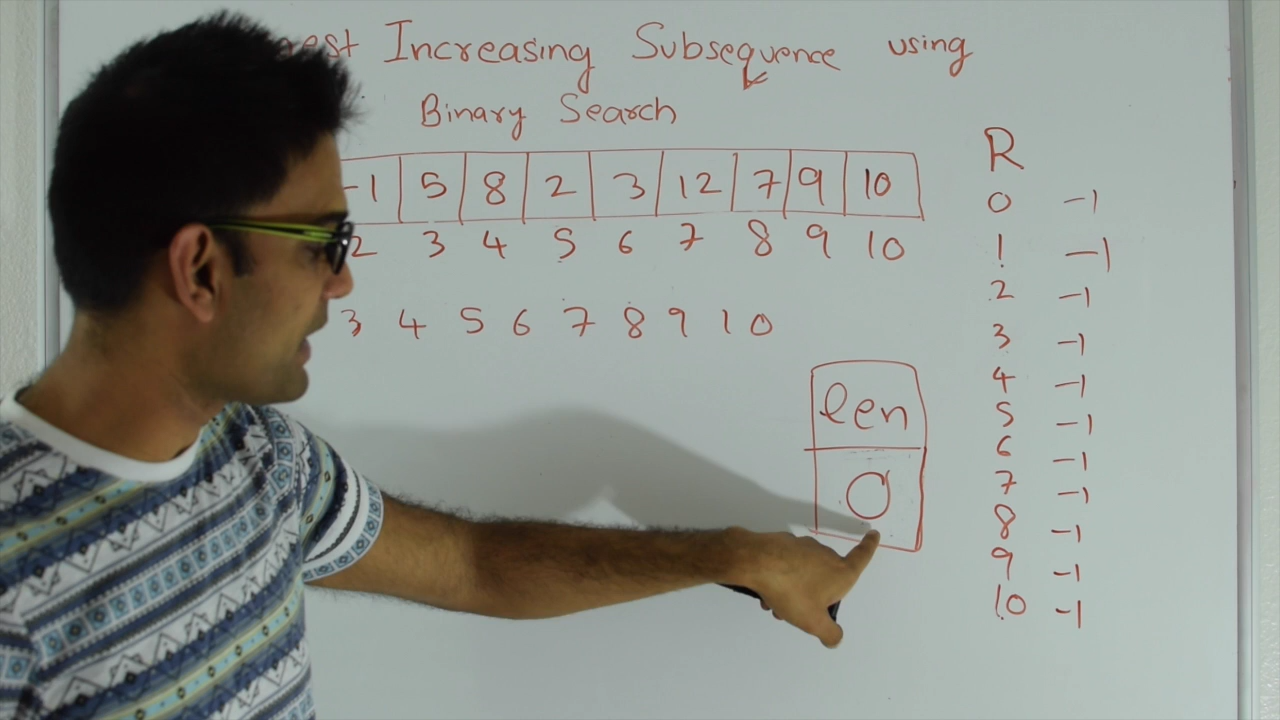 Increasing Subsequence using
Binary Search
-1 5 8 2 3 12 7 9 10
2 3 4 5 6 7 8 9 10
3 4 5 6 7 8 9 10
len
0
R
0 -1
1 -1
2 -1
3 -1
4 -1
5 -1
6 -1
7 -1
8 -1
9 -1
10 -1